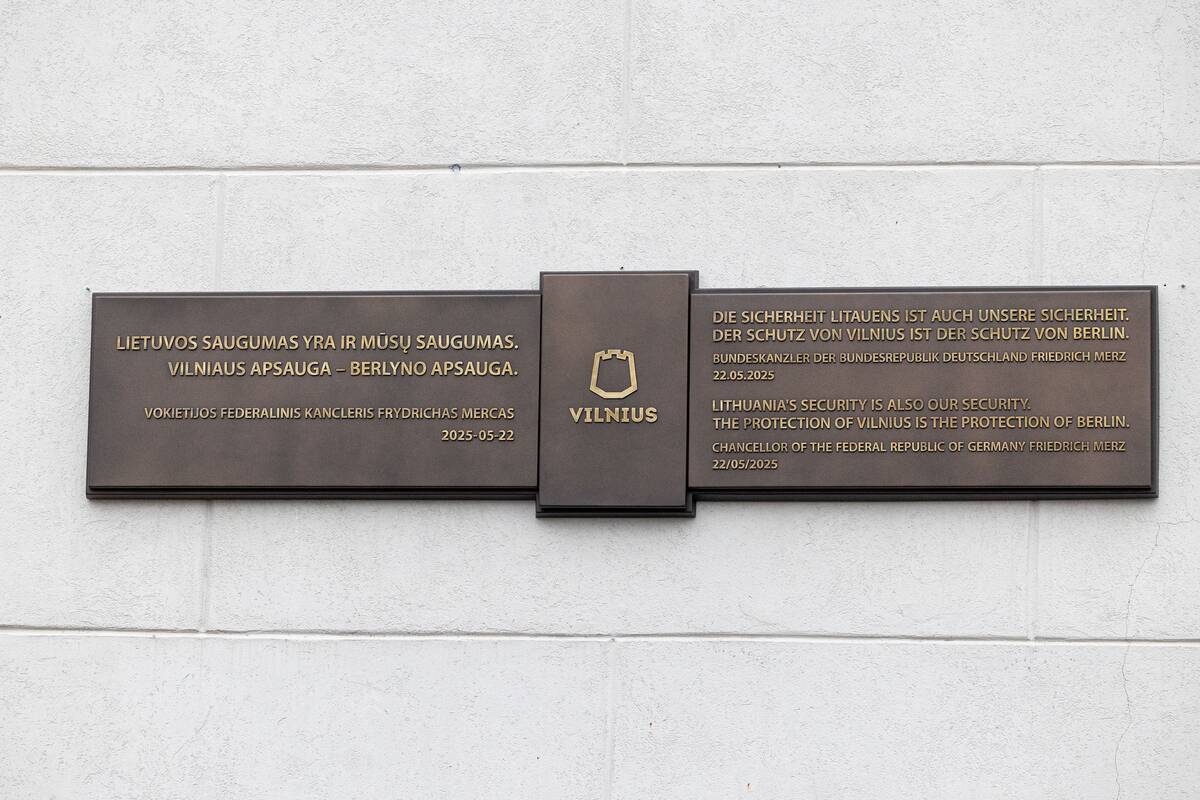 LIETUVOS SAUGUMAS YRA IR MŪSŲ SAUGUMAS.
VILNIAUS APSAUGA – BERLYNO APSAUGA.
VOKIETIJOS FEDERALINIS KANCLERIS FRYDRICHAS MERCAS
2025-05-22
VILNIUS
DIE SICHERHEIT LITAUENS IST AUCH UNSERE SICHERHEIT.
DER SCHUTZ VON VILNIUS IST DER SCHUTZ VON BERLIN.
BUNDESKANZLER DER BUNDESREPUBLIK DEUTSCHLAND FRIEDRICH MERZ
22.05.2025
LITHUANIA'S SECURITY IS ALSO OUR SECURITY.
THE PROTECTION OF VILNIUS IS THE PROTECTION OF BERLIN.
CHANCELLOR OF THE FEDERAL REPUBLIC OF GERMANY FRIEDRICH MERZ
22/05/2025